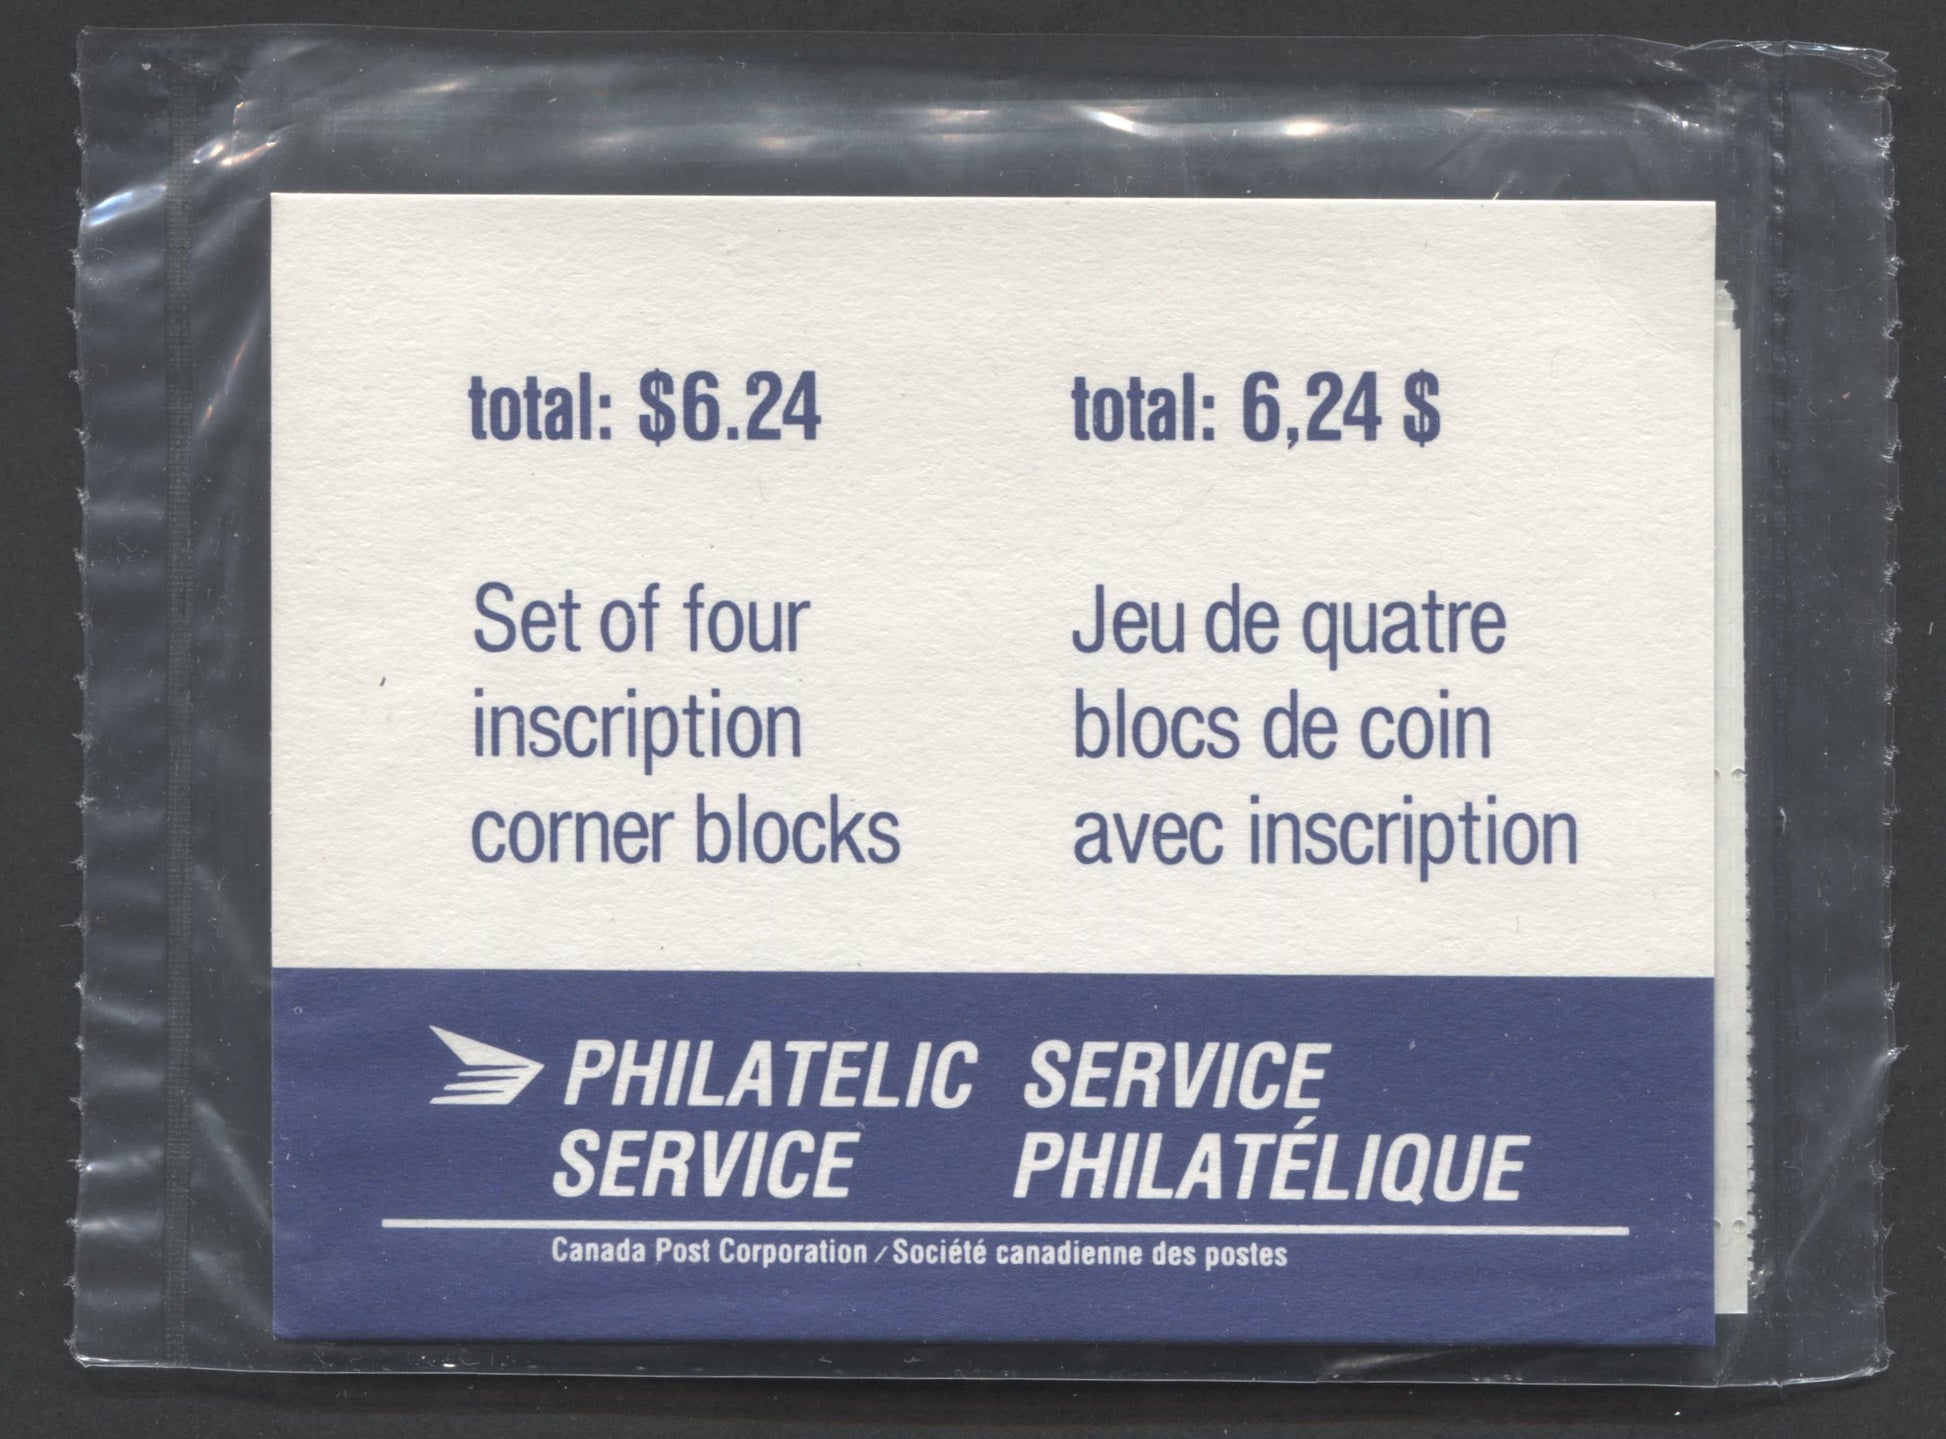 total: $6.24
Set of four
inscription
corner blocks
total: 6,24 $
Jeu de quatre
blocs de coin
avec inscription
PHILATELIC
SERVICE
SERVICE
PHILATÉLIQUE
Canada Post Corporation / Société canadienne des postes